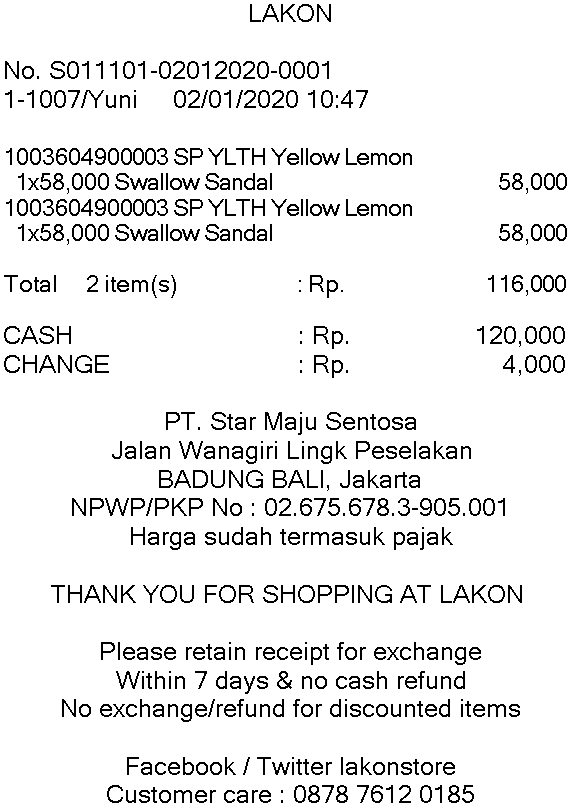 LAKON
No. S011101-02012020-0001
1-1007/Yuni 02/01/2020 10:47
1003604900003 SP YLTH Yellow Lemon
1x58,000 Swallow Sandal 58,000
1003604900003 SP YLTH Yellow Lemon
1x58,000 Swallow Sandal 58,000
Total 2 item(s) : Rp. 116,000
CASH : Rp. 120,000
CHANGE : Rp. 4,000
PT. Star Maju Sentosa
Jalan Wanagiri Lingk Peselakan
BADUNG BALI, Jakarta
NPWP/PKP No : 02.675.678.3-905.001
Harga sudah termasuk pajak
THANK YOU FOR SHOPPING AT LAKON
Please retain receipt for exchange
Within 7 days & no cash refund
No exchange/refund for discounted items
Facebook / Twitter lakonstore
Customer care : 0878 7612 0185